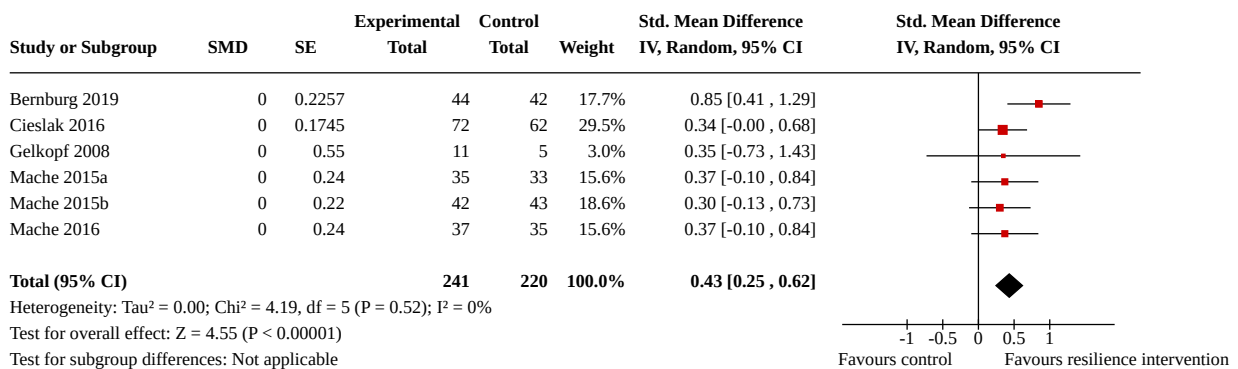 Experimental Control Std. Mean Difference Std. Mean Difference
Study or Subgroup SMD SE Total Total Weight IV, Random, 95% CI IV, Random, 95% CI
Bernburg 2019 0 0.2257 44 42 17.7% 0.85 [0.41 , 1.29]
Cieslak 2016 0 0.1745 72 62 29.5% 0.34 [-0.00 , 0.68]
Gelkopf 2008 0 0.55 11 5 3.0% 0.35 [-0.73 , 1.43]
Mache 2015a 0 0.24 35 33 15.6% 0.37 [-0.10 , 0.84]
Mache 2015b 0 0.22 42 43 18.6% 0.30 [-0.13 , 0.73]
Mache 2016 0 0.24 37 35 15.6% 0.37 [-0.10 , 0.84]
Total (95% CI) 241 220 100.0% 0.43 [0.25 , 0.62]
Heterogeneity: Tau² = 0.00; Chi² = 4.19, df = 5 (P = 0.52); I² = 0%
Test for overall effect: Z = 4.55 (P < 0.00001)
-1 -0.5 0 0.5 1
Test for subgroup differences: Not applicable
Favours control Favours resilience intervention